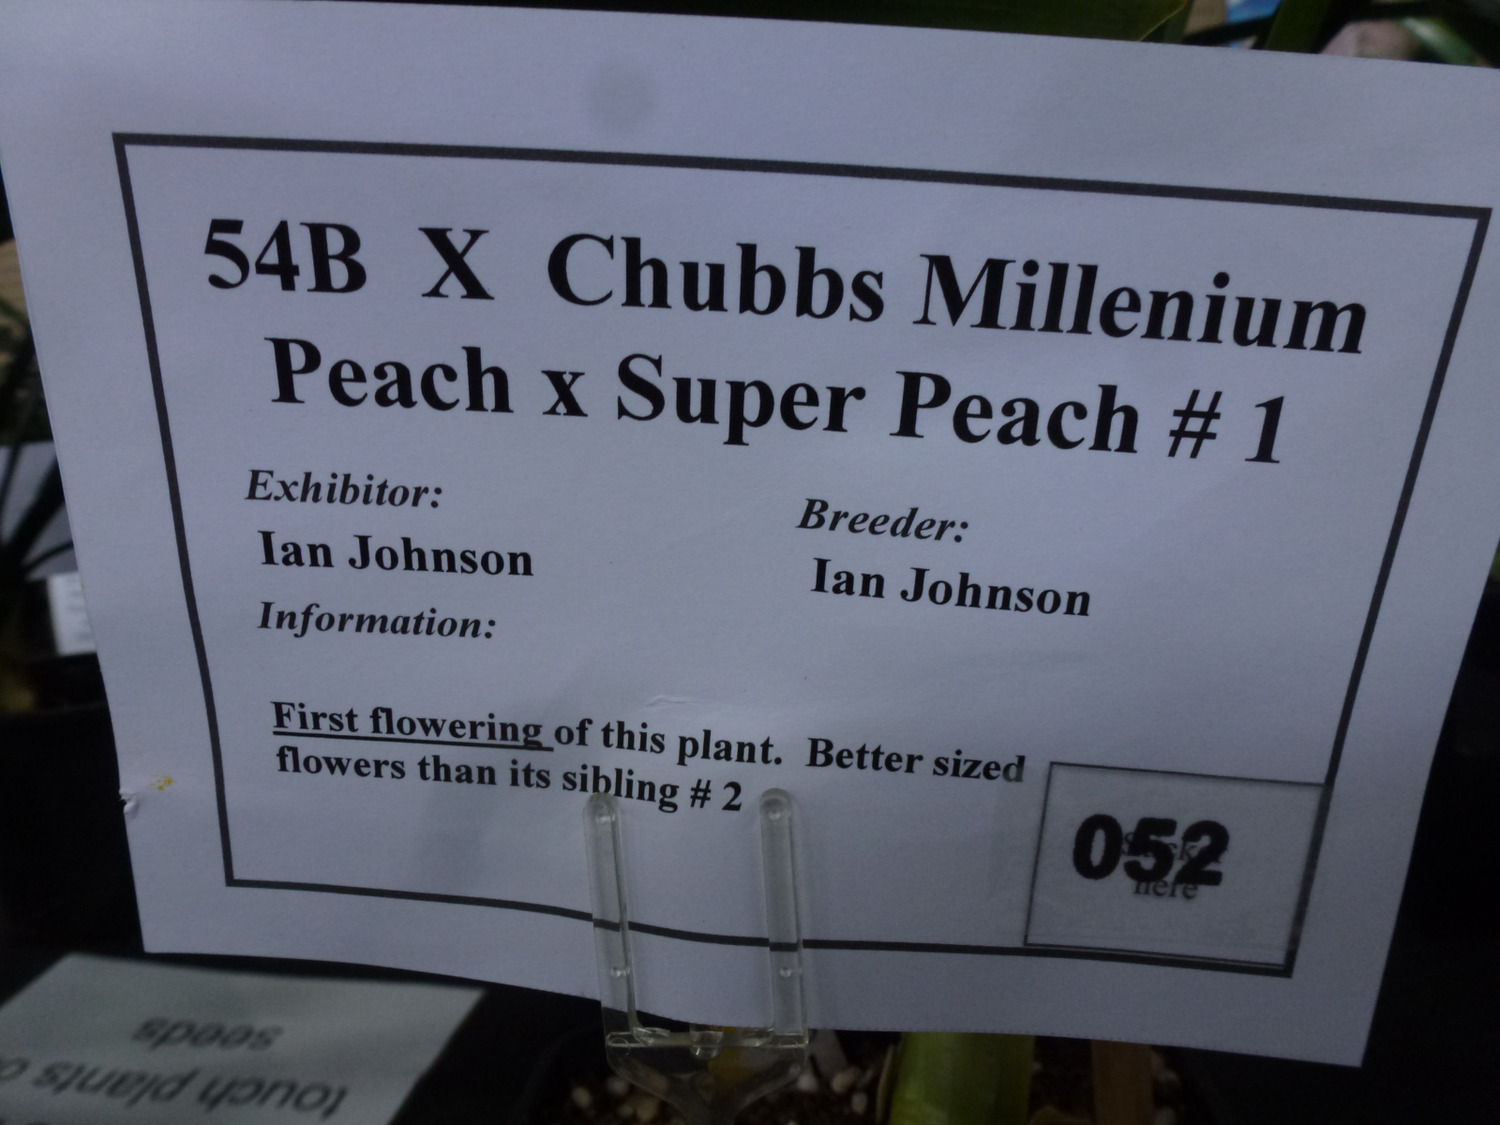 54B X Chubbs Millenium
Peach x Super Peach # 1
Exhibitor:
Ian Johnson
Breeder:
Ian Johnson
Information:
First flowering of this plant. Better sized
flowers than its sibling # 2
052
here
touch plants
seeds